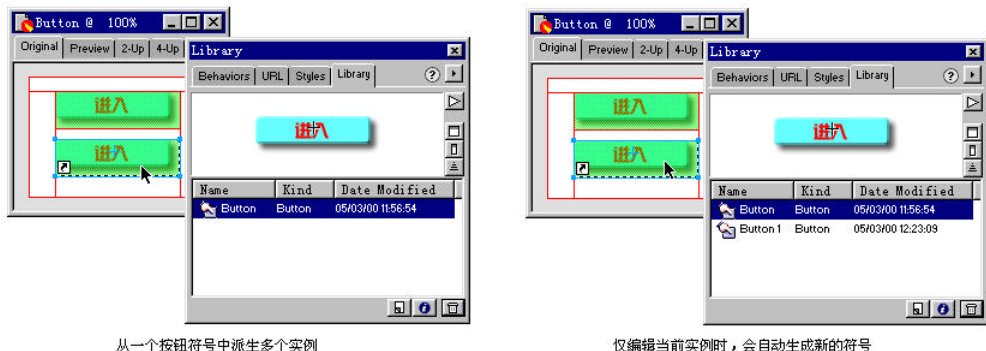 Button @ 100%
Original Preview 2-Up 4-Up
进入
进入
Library
Behaviors URL Styles Library
进入
Name Kind Date Modified
Button Button 05/03/00 11:56:54
从一个按钮符号中派生多个实例
Button @ 100%
Original Preview 2-Up 4-Up
进入
进入
Library
Behaviors URL Styles Library
进入
Name Kind Date Modified
Button Button 05/03/00 11:56:54
Button 1 Button 05/03/00 12:23:09
仅编辑当前实例时，会自动生成新的符号